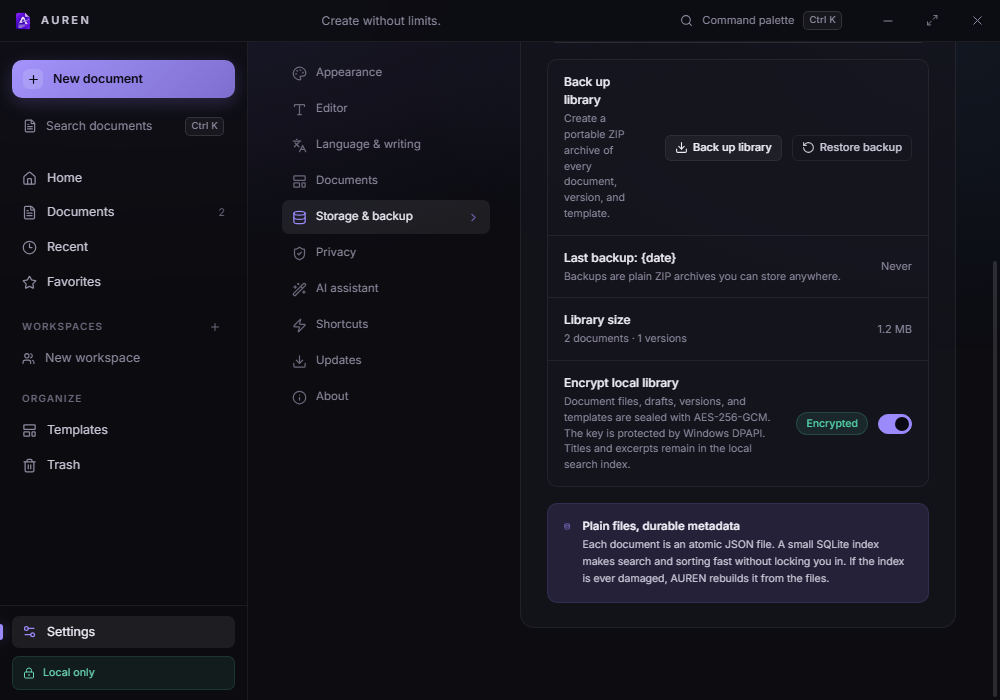 AUREN
Create without limits.
Command palette Ctrl K
New document
Search documents Ctrl K
Home
Documents 2
Recent
Favorites
WORKSPACES
New workspace
ORGANIZE
Templates
Trash
Settings
Local only
Appearance
Editor
Language & writing
Documents
Storage & backup
Privacy
AI assistant
Shortcuts
Updates
About
Back up
library
Create a
portable ZIP
archive of
every
document,
version, and
template.
Back up library
Restore backup
Last backup: {date}
Backups are plain ZIP archives you can store anywhere.
Never
Library size
2 documents · 1 versions
1.2 MB
Encrypt local library
Document files, drafts, versions, and
templates are sealed with AES-256-GCM.
The key is protected by Windows DPAPI.
Titles and excerpts remain in the local
search index.
Encrypted
Plain files, durable metadata
Each document is an atomic JSON file. A small SQLite index
makes search and sorting fast without locking you in. If the index
is ever damaged, AUREN rebuilds it from the files.